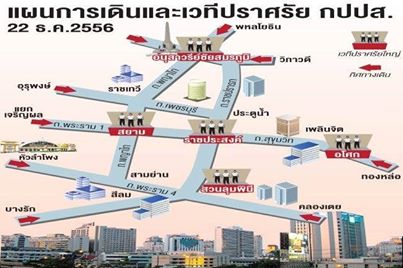 แผนการเดินและเวทีปราศรัย กปปส.
22 ธ.ค.2556
พหลโยธิน
อนุสาวรีย์ชัยสมรภูมิ
วิภาวดี
เวทีปราศรัยใหญ่
ทิศทางเดิน
ราชเทวี
ถ.พญาไท
ถ.ราชปรารภ
อุรุพงษ์
ถ.เพชรบุรี
ประตูน้ำ
แยก
เจริญผล
ถ.พระราม 1
สยาม
ราชประสงค์
ถ.สุขุมวิท
เพลินจิต
อโศก
หัวลำโพง
ถ.พญาไท
สามย่าน
ทองหล่อ
สีลม
ถ.พระราม 4
สวนลุมพินี
บางรัก
คลองเตย